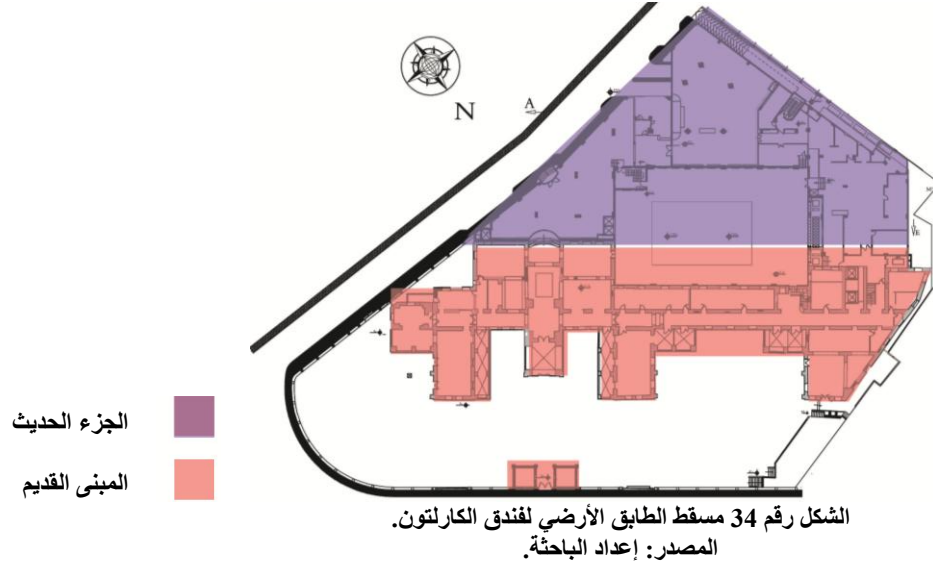 N
A
الجزء الحديث
المبنى القديم
الشكل رقم 34 مسقط الطابق الأرضي لفندق الكارلتون.
المصدر: إعداد الباحثة.